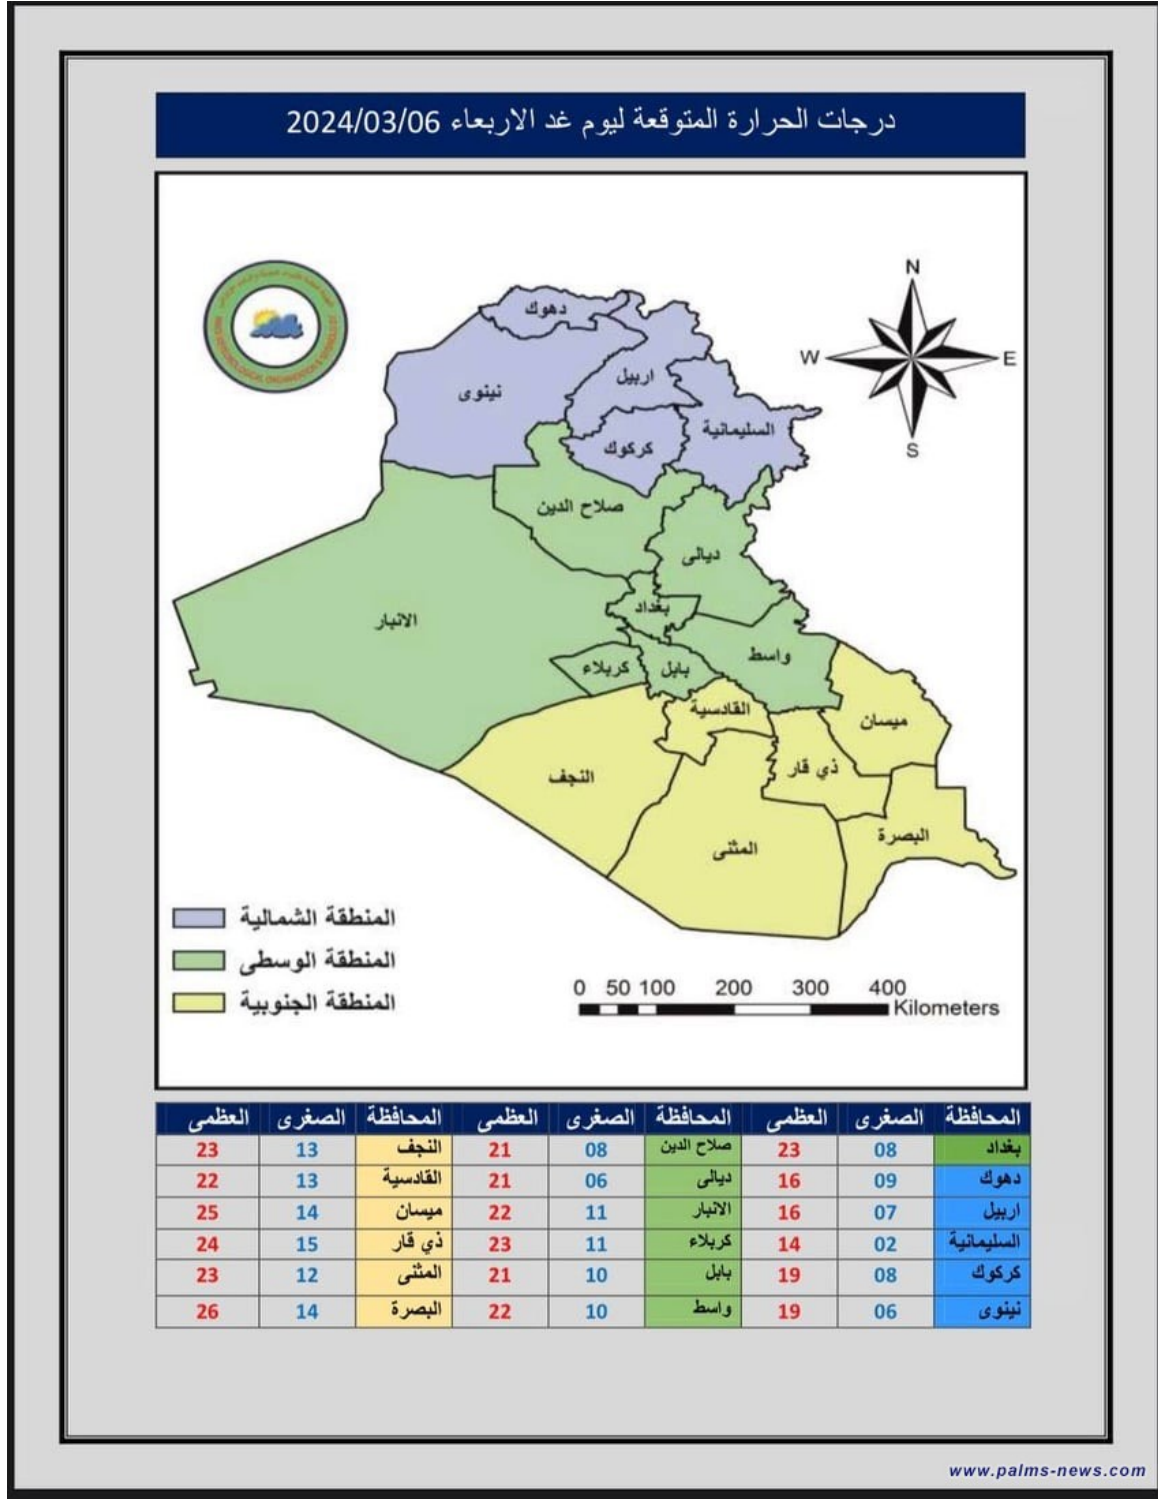 درجات الحرارة المتوقعة ليوم غد الاربعاء 2024/03/06
N
W
E
S
دهوك
نينوى
اربيل
كركوك
السليمانية
صلاح الدين
ديالى
الانبار
بغداد
واسط
كربلاء
بابل
القادسية
ميسان
النجف
ذي قار
المثنى
البصرة
المنطقة الشمالية
المنطقة الوسطى
المنطقة الجنوبية
0 50 100 200 300 400
Kilometers
المحافظة الصغرى العظمى المحافظة الصغرى العظمى المحافظة الصغرى العظمى
بغداد 08 23 صلاح الدين 08 21 النجف 13 23
دهوك 09 16 ديالى 06 21 القادسية 13 22
اربيل 07 16 الانبار 11 22 ميسان 14 25
السليمانية 02 14 كربلاء 11 23 ذي قار 15 24
كركوك 08 19 بابل 10 21 المثنى 12 23
نينوى 06 19 واسط 10 22 البصرة 14 26
www.palms-news.com